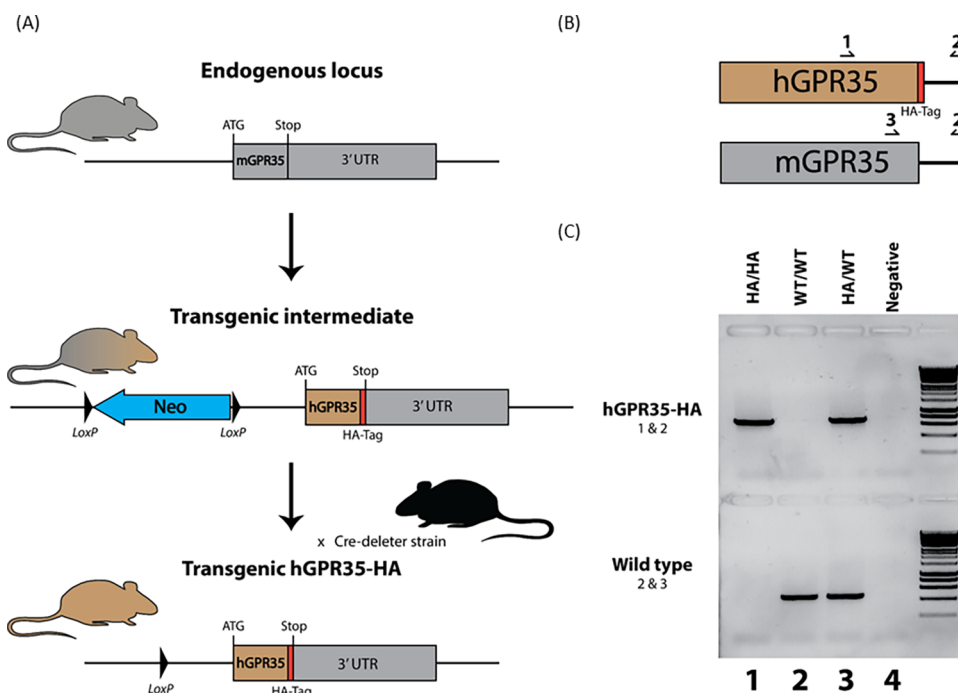 (A)
Endogenous locus
ATG
Stop
mGPR35
3' UTR
Transgenic intermediate
ATG
Stop
Neo
hGPR35
3' UTR
LoxP
LoxP
HA-Tag
x Cre-deleter strain
Transgenic hGPR35-HA
ATG
Stop
hGPR35
3' UTR
LoxP
HA-Tag
(B)
1
2
hGPR35
HA-Tag
3
2
mGPR35
(C)
HA/HA
WT/WT
HA/WT
Negative
hGPR35-HA
1 & 2
Wild type
2 & 3
1 2 3 4